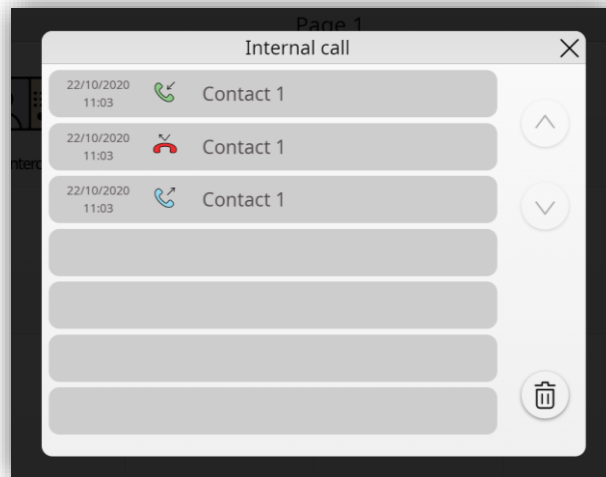 Page 1
Internal call
22/10/2020
11:03
Contact 1
22/10/2020
11:03
Contact 1
22/10/2020
11:03
Contact 1